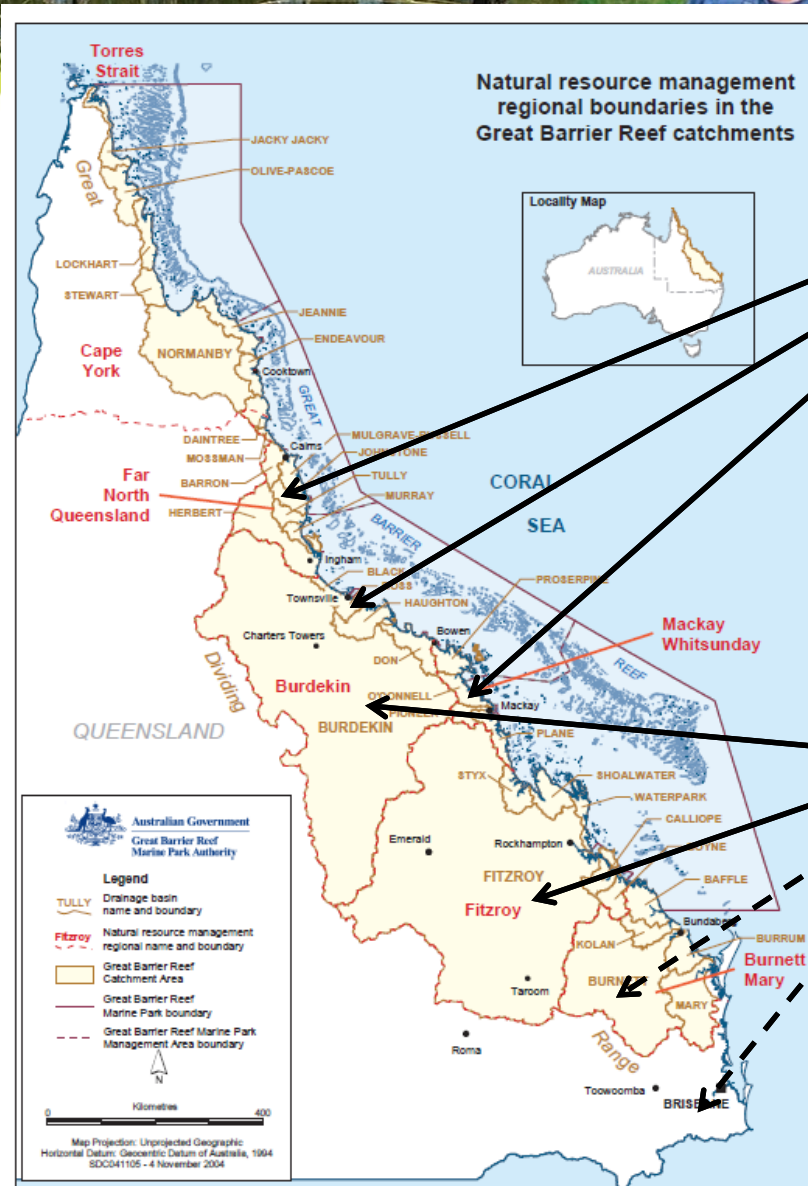 Torres
Strait
Natural resource management
regional boundaries in the
Great Barrier Reef catchments
JACKY JACKY
OLIVE-PASCOE
Great
Locality Map
AUSTRALIA
LOCKHART
STEWART
JEANNIE
ENDEAVOUR
Cape
York
NORMANBY
Cooktown
GREAT
DAINTREE
MOSSMAN
BARRON
Cairns
MULGRAVE-RUSSELL
JOHNSTONE
TULLY
MURRAY
CORAL
SEA
Far
North
Queensland
HERBERT
BARRIER
Ingham
BLACK
ROSS
Townsville
HAUGHTON
PROSERPINE
Charters Towers
Bowen
DON
Mackay
Whitsunday
REEF
Dividing
Burdekin
O'CONNELL
PIONEER
Mackay
BURDEKIN
PLANE
QUEENSLAND
STYX
SHOALWATER
WATERPARK
CALLIOPE
BOYNE
BAFFLE
Emerald
Rockhampton
FITZROY
Fitzroy
Bundaberg
KOLAN
BURRUM
Burnett
Mary
BURNETT
MARY
Taroom
Roma
Range
Toowoomba
BRISBANE
Australian Government
Great Barrier Reef
Marine Park Authority
Legend
TULLY Drainage basin
name and boundary
Fitzroy Natural resource management
regional name and boundary
Great Barrier Reef
Catchment Area
Great Barrier Reef
Marine Park boundary
Great Barrier Reef Marine Park
Management Area boundary
N
Kilometres
0 400
Map Projection: Unprojected Geographic
Horizontal Datum: Geocentric Datum of Australia, 1994
SDC041105 - 4 November 2004